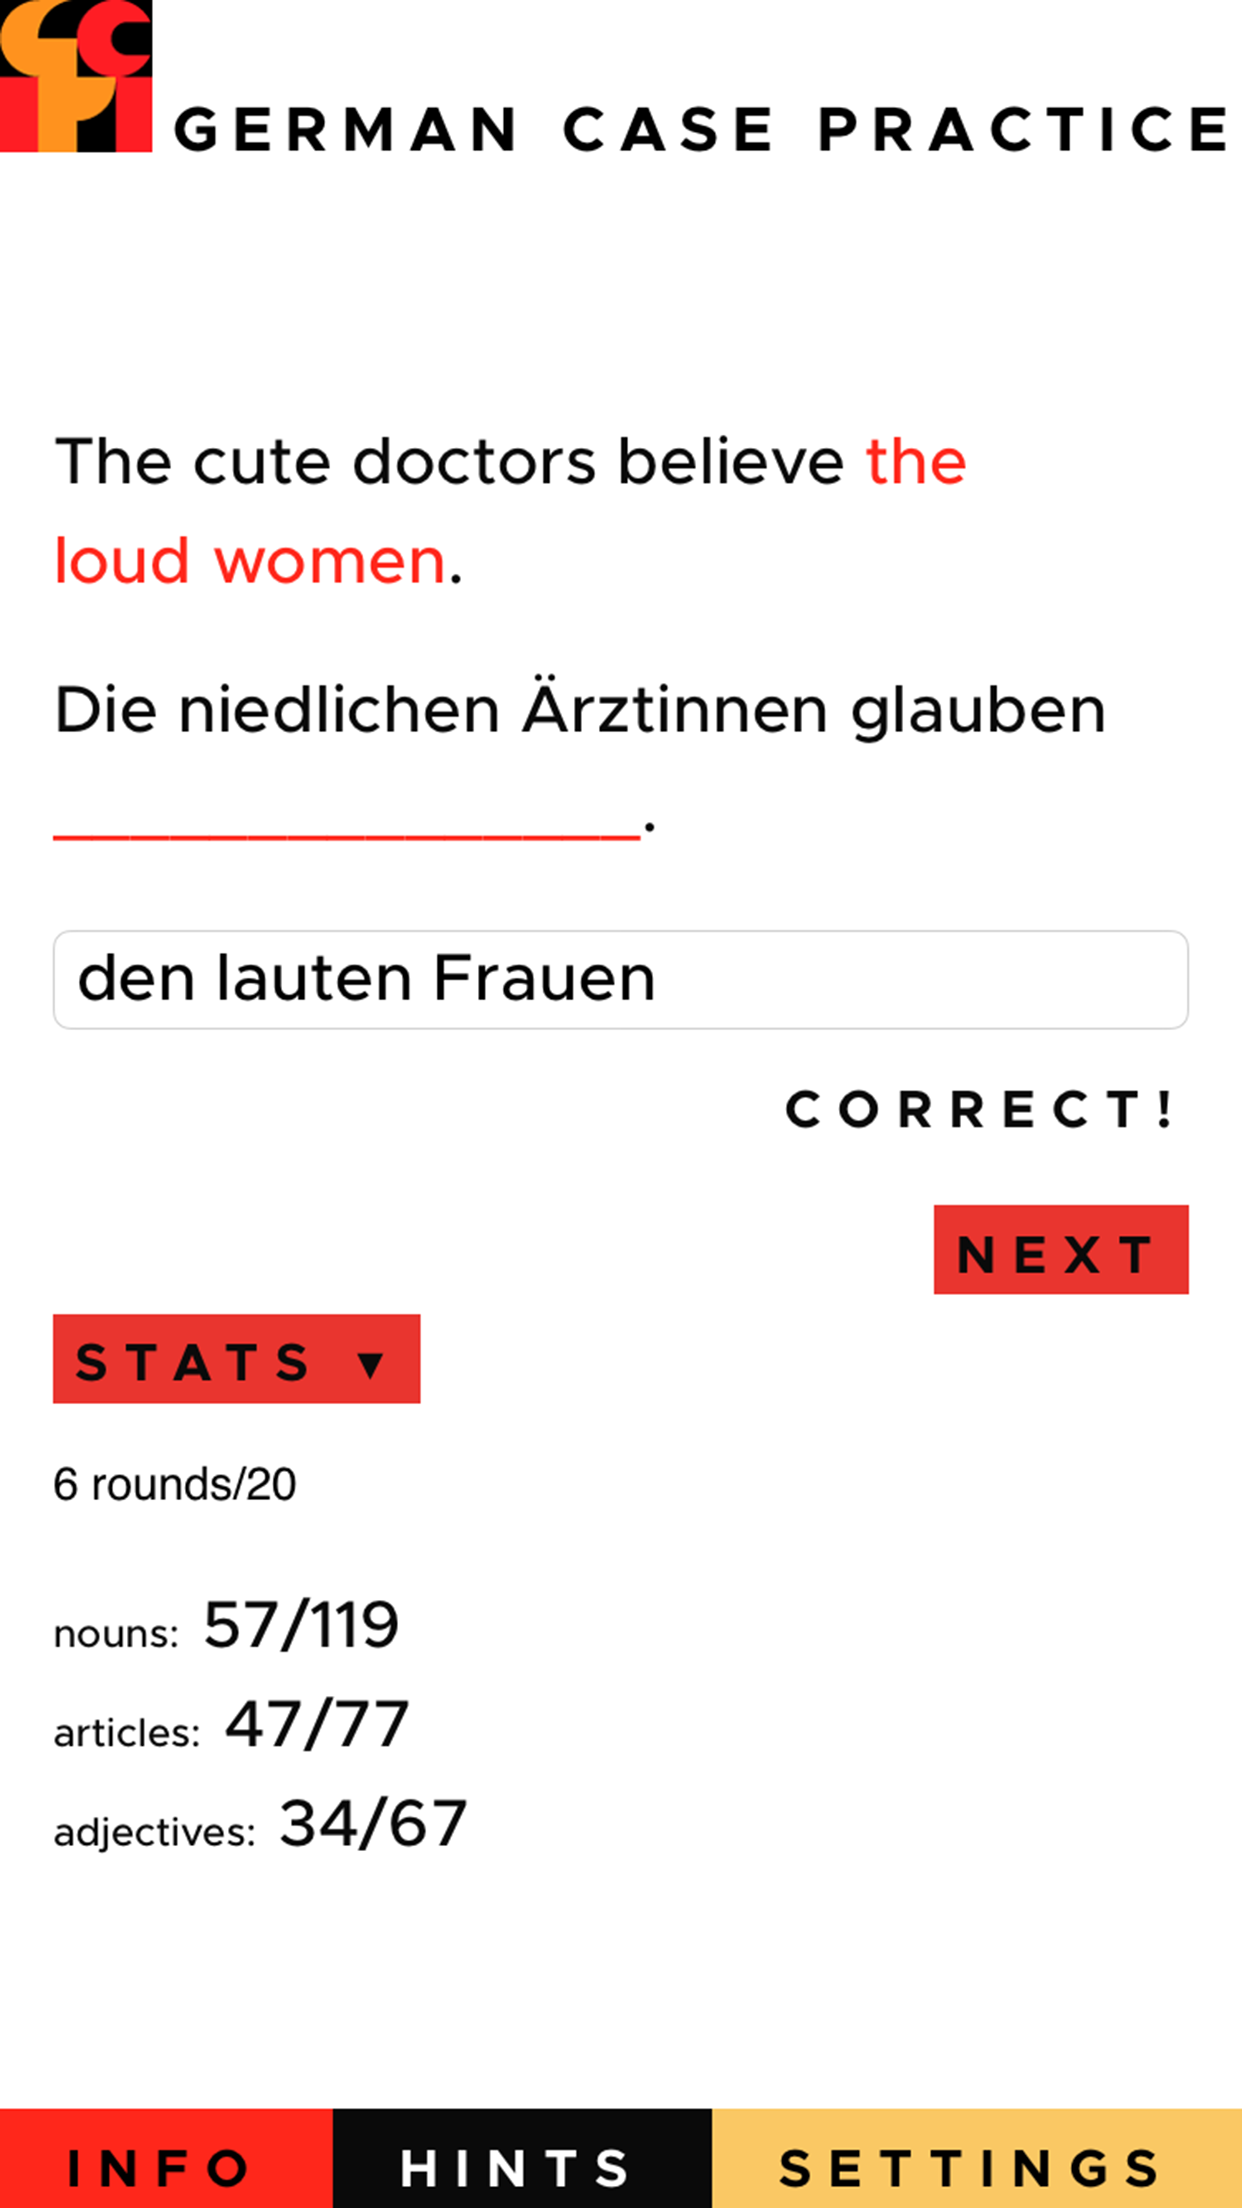 GERMAN CASE PRACTICE
The cute doctors believe the
loud women.
Die niedlichen Ärztinnen glauben
_______________.
den lauten Frauen
CORRECT!
NEXT
STATS ▼
6 rounds/20
nouns: 57/119
articles: 47/77
adjectives: 34/67
INFO HINTS SETTINGS